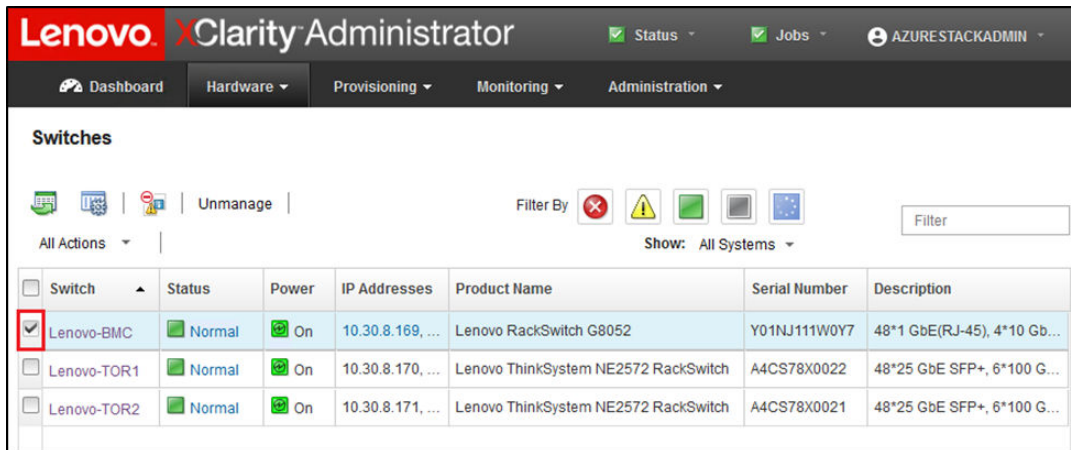 Lenovo. XClarity Administrator Status Jobs AZURESTACKADMIN
Dashboard Hardware Provisioning Monitoring Administration
Switches
Unmanage Filter By Filter
All Actions Show: All Systems
Switch Status Power IP Addresses Product Name Serial Number Description
Lenovo-BMC Normal On 10.30.8.169, ... Lenovo RackSwitch G8052 Y01NJ111W0Y7 48*1 GbE(RJ-45), 4*10 Gb...
Lenovo-TOR1 Normal On 10.30.8.170, ... Lenovo ThinkSystem NE2572 RackSwitch A4CS78X0022 48*25 GbE SFP+, 6*100 G...
Lenovo-TOR2 Normal On 10.30.8.171, ... Lenovo ThinkSystem NE2572 RackSwitch A4CS78X0021 48*25 GbE SFP+, 6*100 G...